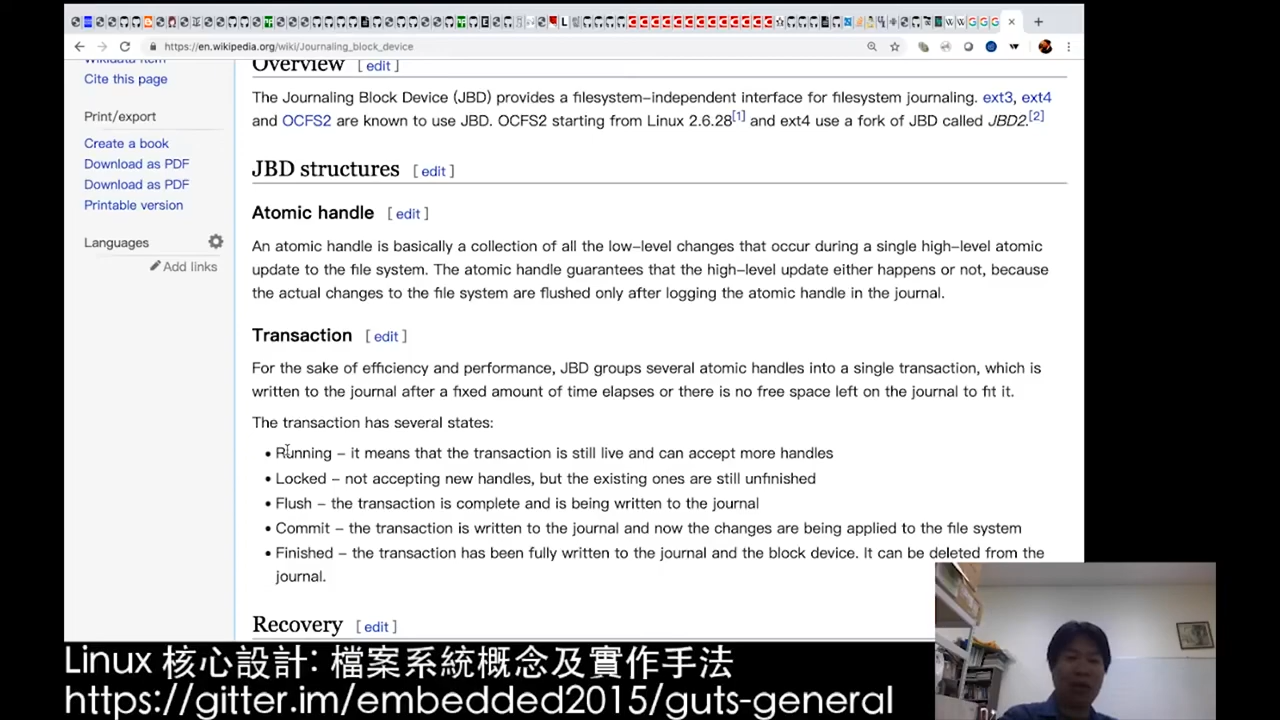 https://en.wikipedia.org/wiki/Journaling_block_device
Wikidata item
Cite this page
Print/export
Create a book
Download as PDF
Download as PDF
Printable version
Languages
Add links
Overview [ edit ]
The Journaling Block Device (JBD) provides a filesystem-independent interface for filesystem journaling. ext3, ext4
and OCFS2 are known to use JBD. OCFS2 starting from Linux 2.6.28[1] and ext4 use a fork of JBD called JBD2.[2]
JBD structures [ edit ]
Atomic handle [ edit ]
An atomic handle is basically a collection of all the low-level changes that occur during a single high-level atomic
update to the file system. The atomic handle guarantees that the high-level update either happens or not, because
the actual changes to the file system are flushed only after logging the atomic handle in the journal.
Transaction [ edit ]
For the sake of efficiency and performance, JBD groups several atomic handles into a single transaction, which is
written to the journal after a fixed amount of time elapses or there is no free space left on the journal to fit it.
The transaction has several states:
• Running – it means that the transaction is still live and can accept more handles
• Locked – not accepting new handles, but the existing ones are still unfinished
• Flush – the transaction is complete and is being written to the journal
• Commit – the transaction is written to the journal and now the changes are being applied to the file system
• Finished – the transaction has been fully written to the journal and the block device. It can be deleted from the
journal.
Recovery [ edit ]
Linux 核心設計: 檔案系統概念及實作手法
https://gitter.im/embedded2015/guts-general